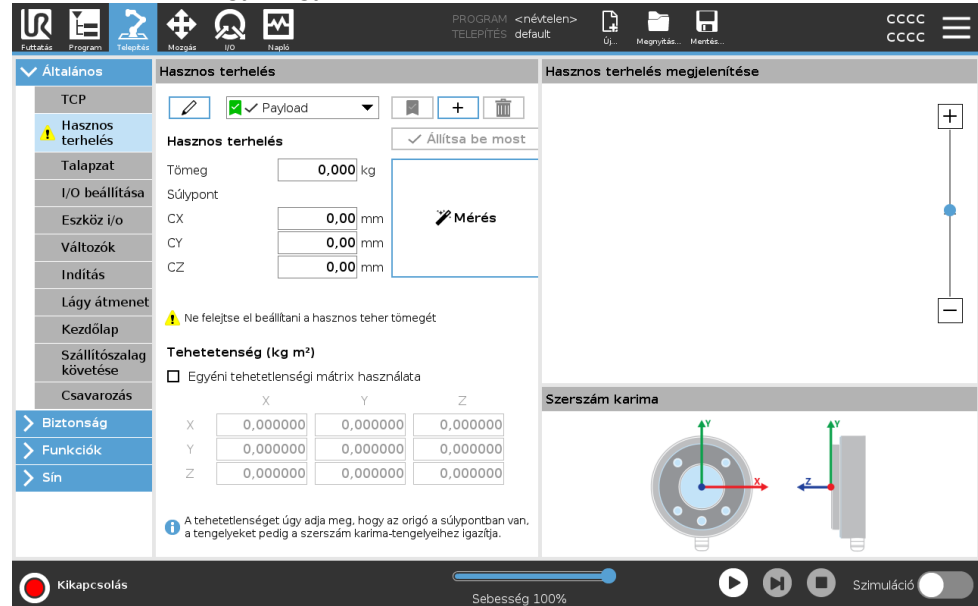 PROGRAM <névtelen>
TELEPÍTÉS default
CCCC
CCCC
Futtatás Program Telepítés Mozgás I/O Napló Új... Megnyitás... Mentés...
Általános
TCP
Hasznos
terhelés
Talapzat
I/O beállítása
Eszköz i/o
Változók
Indítás
Lágy átmenet
Kezdőlap
Szállítószalag
követése
Csavarozás
Biztonság
Funkciók
Sín
Hasznos terhelés
Payload
Hasznos terhelés
Állítsa be most
Tömeg 0,000 kg
Súlypont
CX 0,00 mm
CY 0,00 mm
CZ 0,00 mm
Mérés
Ne felejtse el beállítani a hasznos teher tömegét
Tehetetenség (kg m²)
Egyéni tehetetlenségi mátrix használata
X Y Z
X 0,000000 0,000000 0,000000
Y 0,000000 0,000000 0,000000
Z 0,000000 0,000000 0,000000
A tehetetlenséget úgy adja meg, hogy az origó a súlypontban van,
a tengelyeket pedig a szerszám karima-tengelyeihez igazítja.
Hasznos terhelés megjelenítése
Szerszám karima
Y Y
X Z
Kikapcsolás
Sebesség 100%
Szimuláció